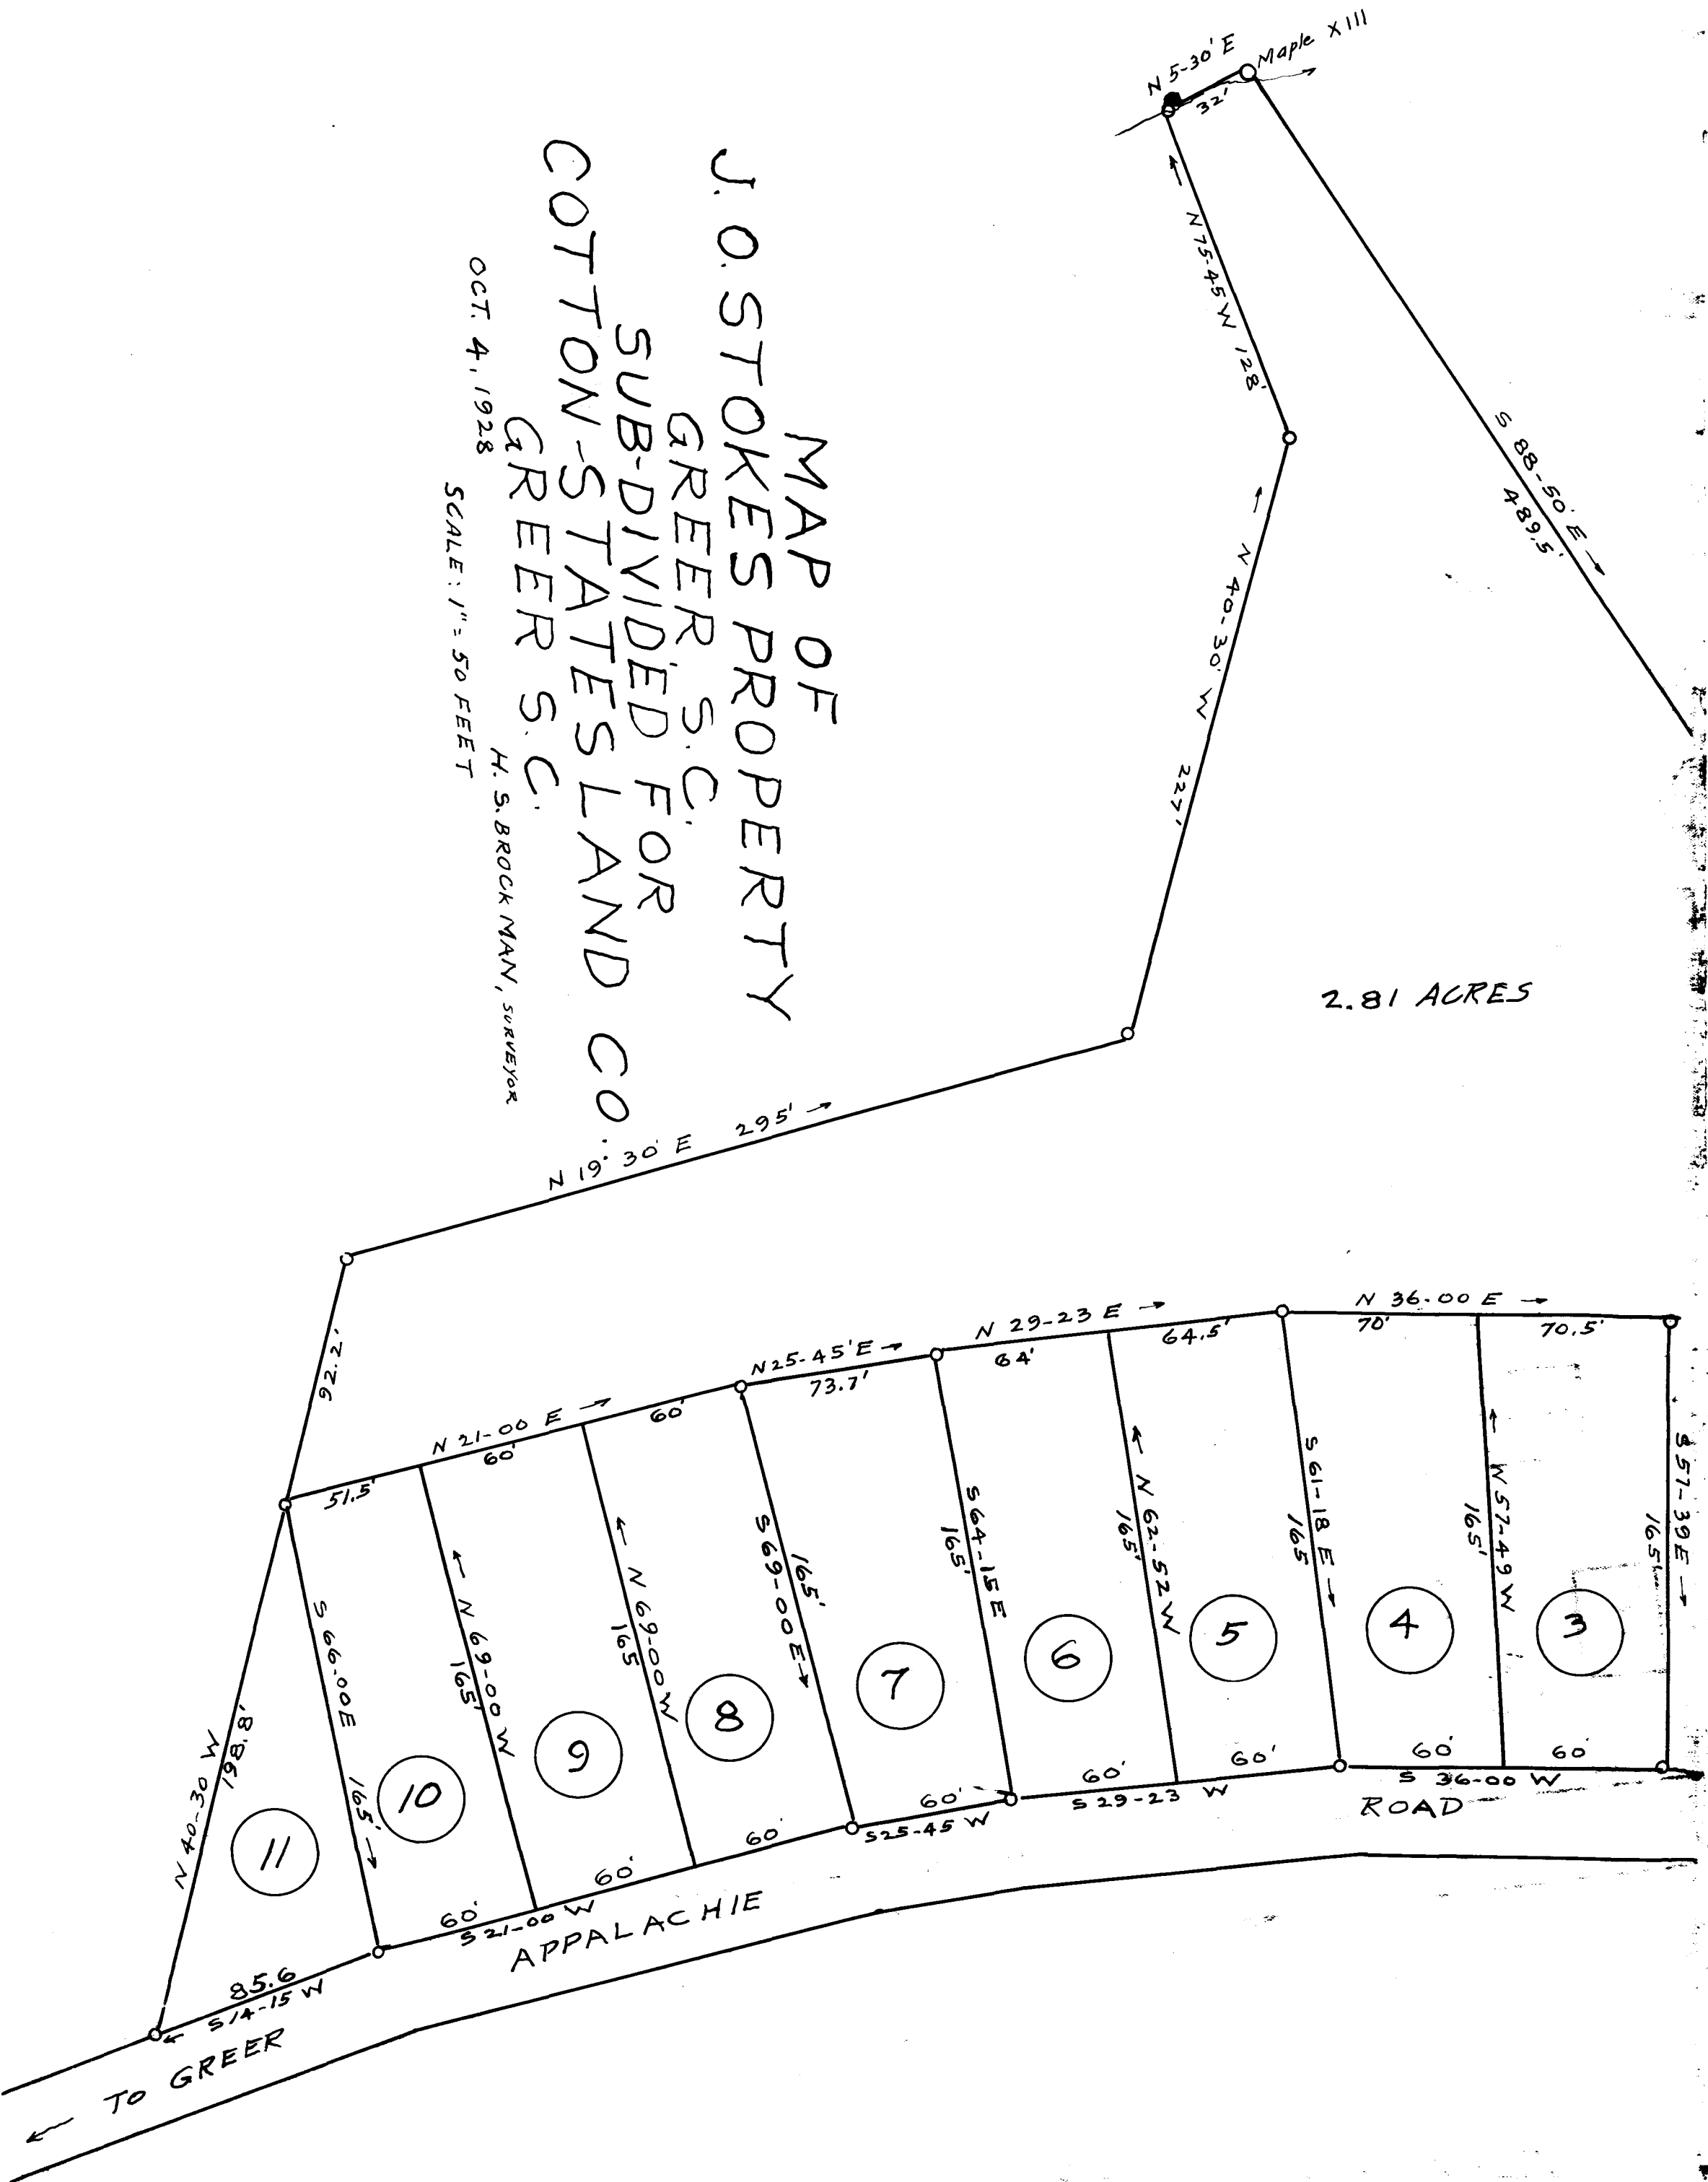 MAP OF
J. O. STOKES PROPERTY
GREER S.C.
SUB-DIVIDED FOR
COTTON-STATES LAND CO.
GREER S.C.
H. S. BROCKMAN, SURVEYOR
OCT. 4, 1928
SCALE: 1" = 50 FEET
N 5-30' E
32'
Maple X III
N 75-45 W 128'
S 88-50' E →
489.5'
← N 40-30' W
227'
2.81 ACRES
N 19° 30' E 295' →
92.2'
N 36-00 E →
70' 70.5'
N 29-23 E →
64' 64.5'
N 25-45' E →
73.7'
N 21-00 E →
51.5' 60' 60'
S 57-39 E →
165'
← W 57-49 W
165'
S 61-18 E →
165
← N 62-52 W
165'
S 64-15 E
165'
165'
S 69-00 E →
← N 69-00 W
165
← N 69-00 W
165'
S 66-00 E 165' →
N 40-30 W
198.8'
3
4
5
6
7
8
9
10
11
60' 60'
S 36-00 W
60' 60'
S 29-23 W
60'
S 25-45 W
60' 60' 60'
S 21-00 W
85.6
← S 14-15 W
APPALACHIE ROAD
← TO GREER